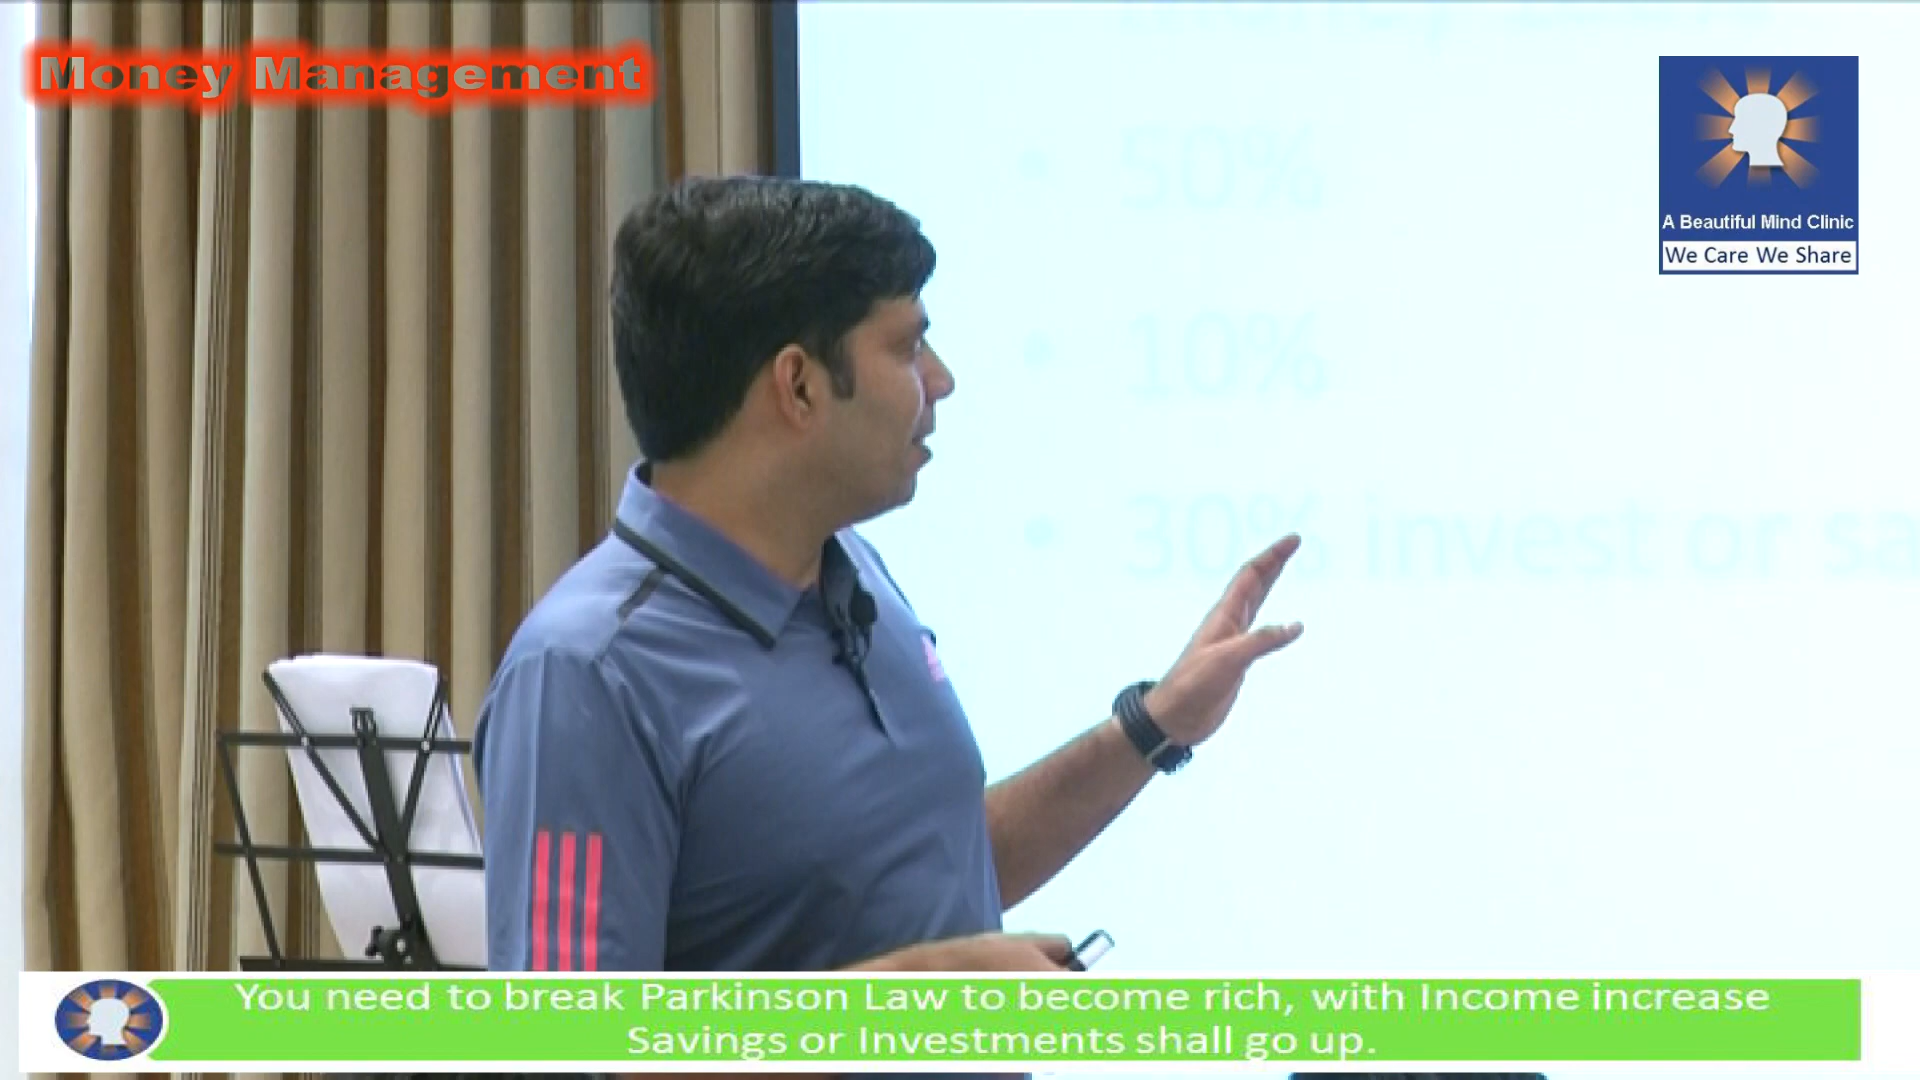 Money Management
50%
10%
30% invest or sa
A Beautiful Mind Clinic
We Care We Share
You need to break Parkinson Law to become rich, with Income increase
Savings or Investments shall go up.